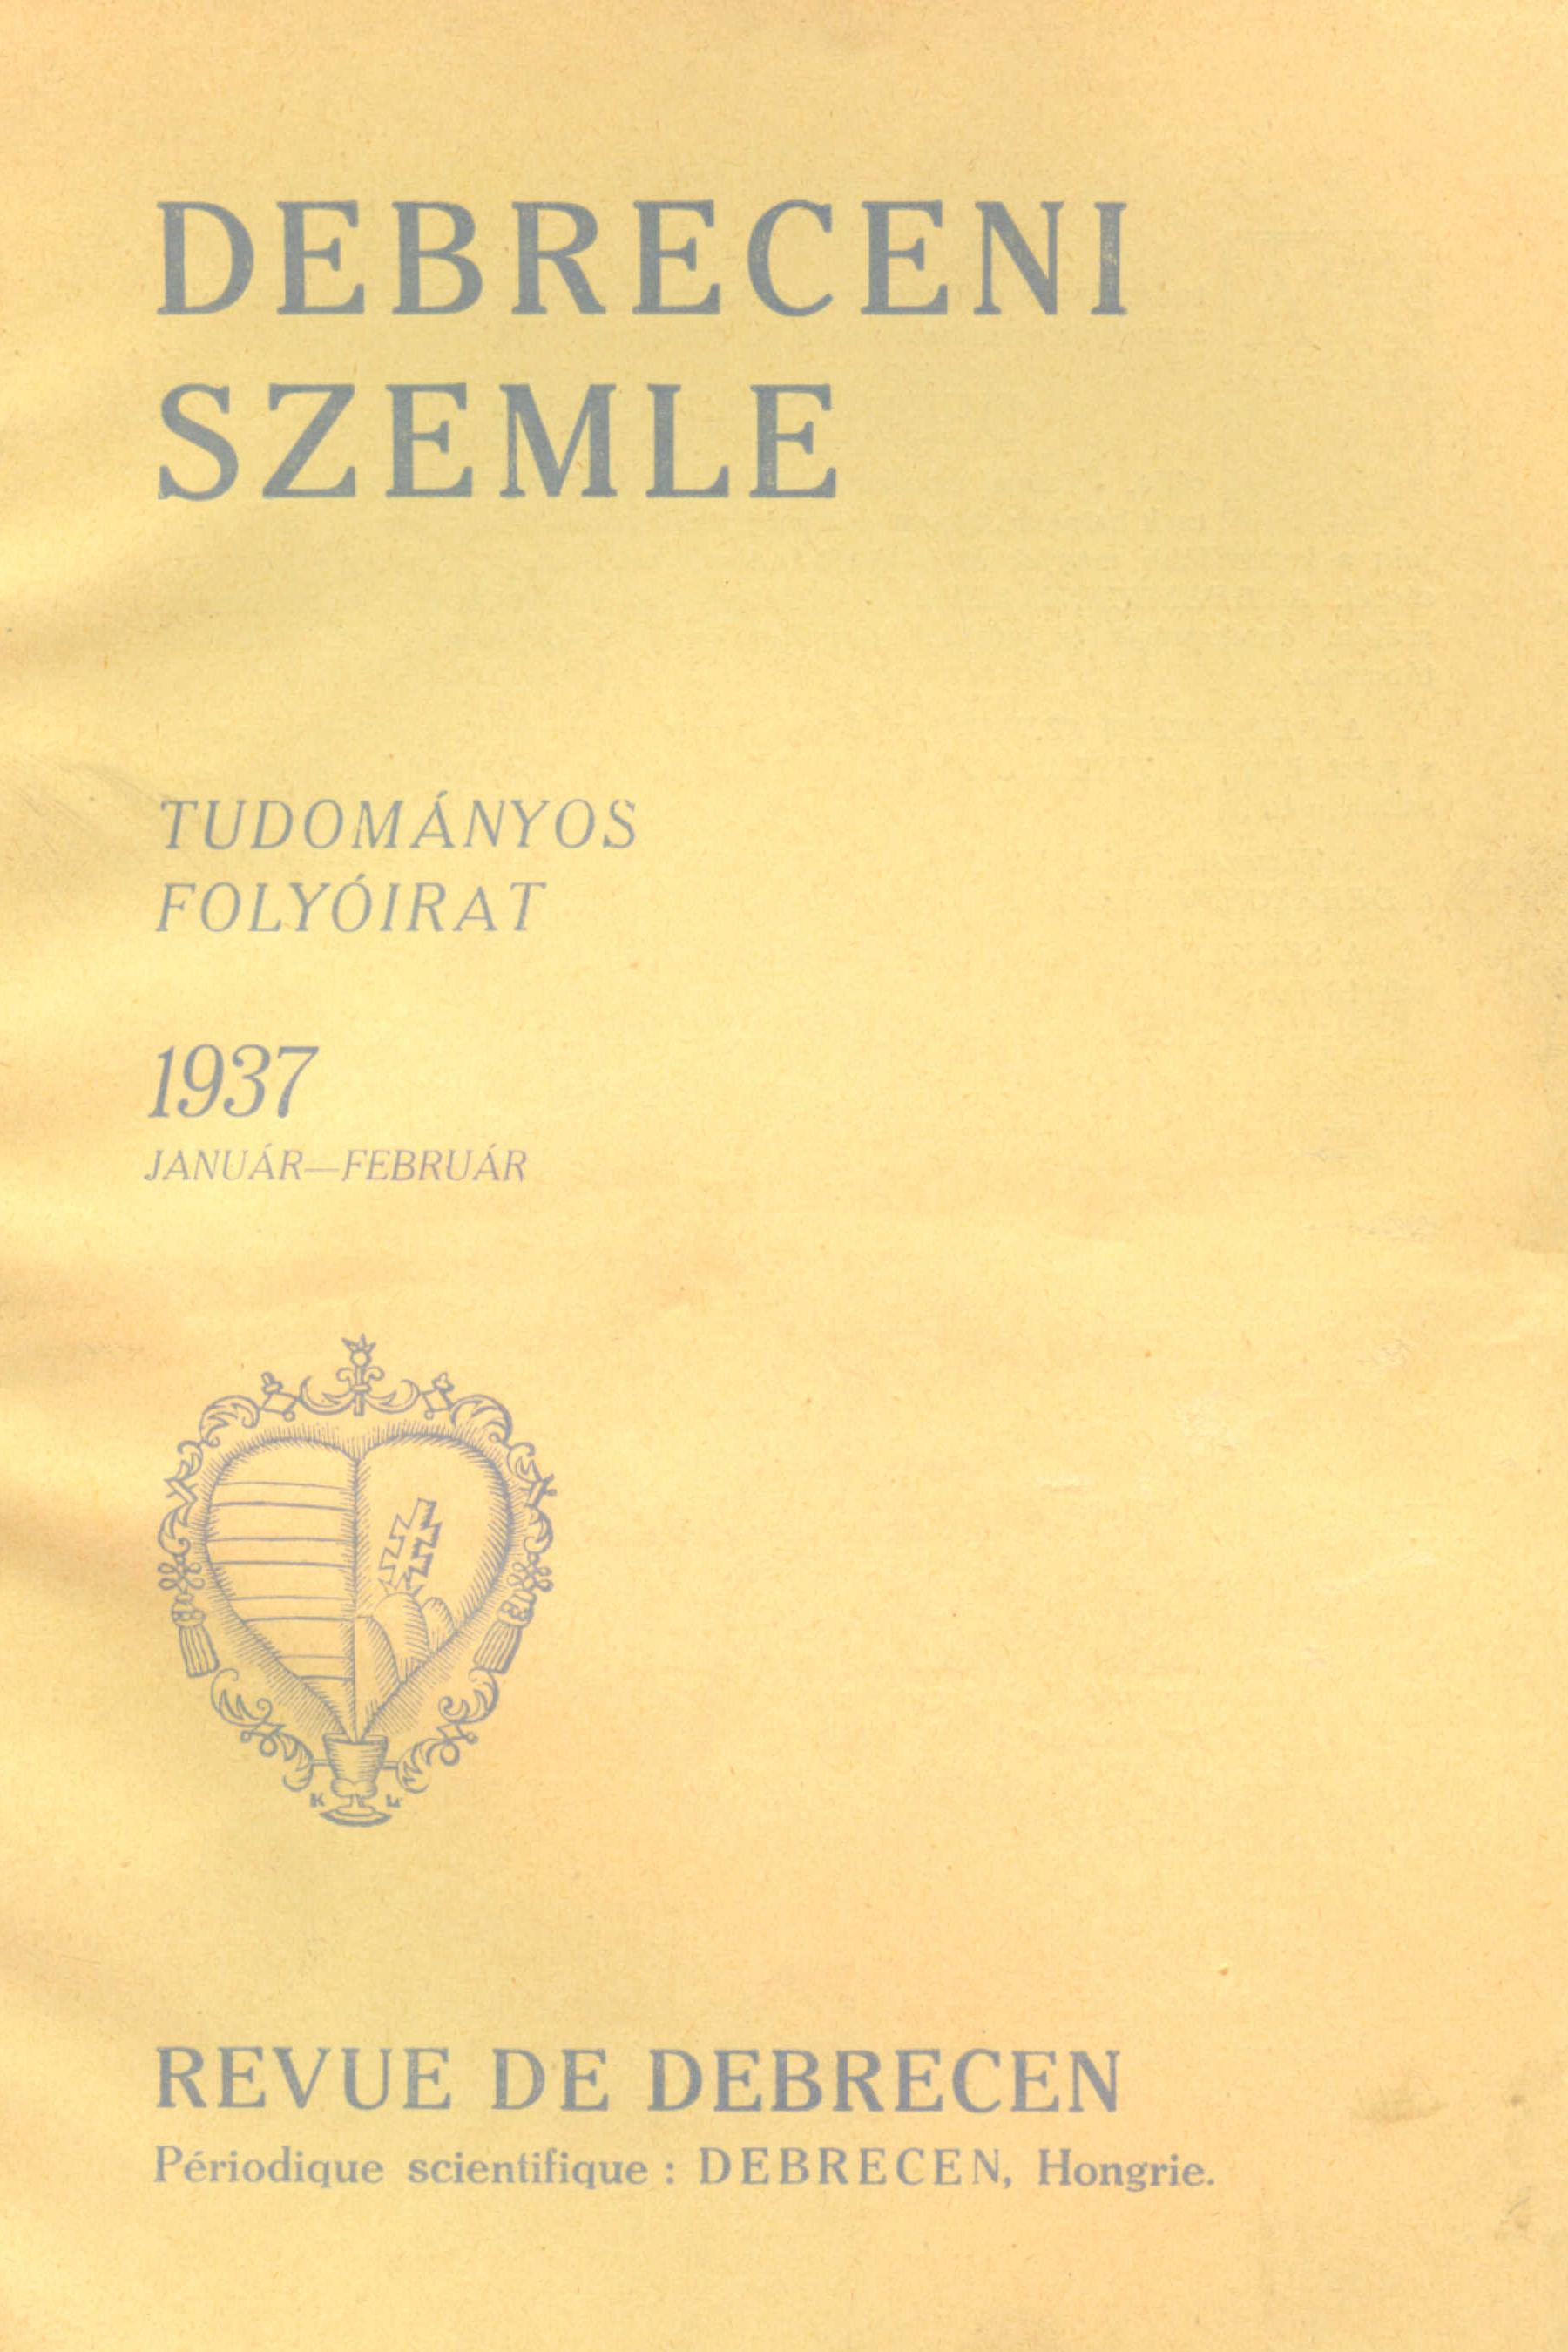 DEBRECENI
SZEMLE
TUDOMÁNYOS
FOLYÓIRAT
1937
JANUÁR—FEBRUÁR
K L
REVUE DE DEBRECEN
Périodique scientifique : DEBRECEN, Hongrie.